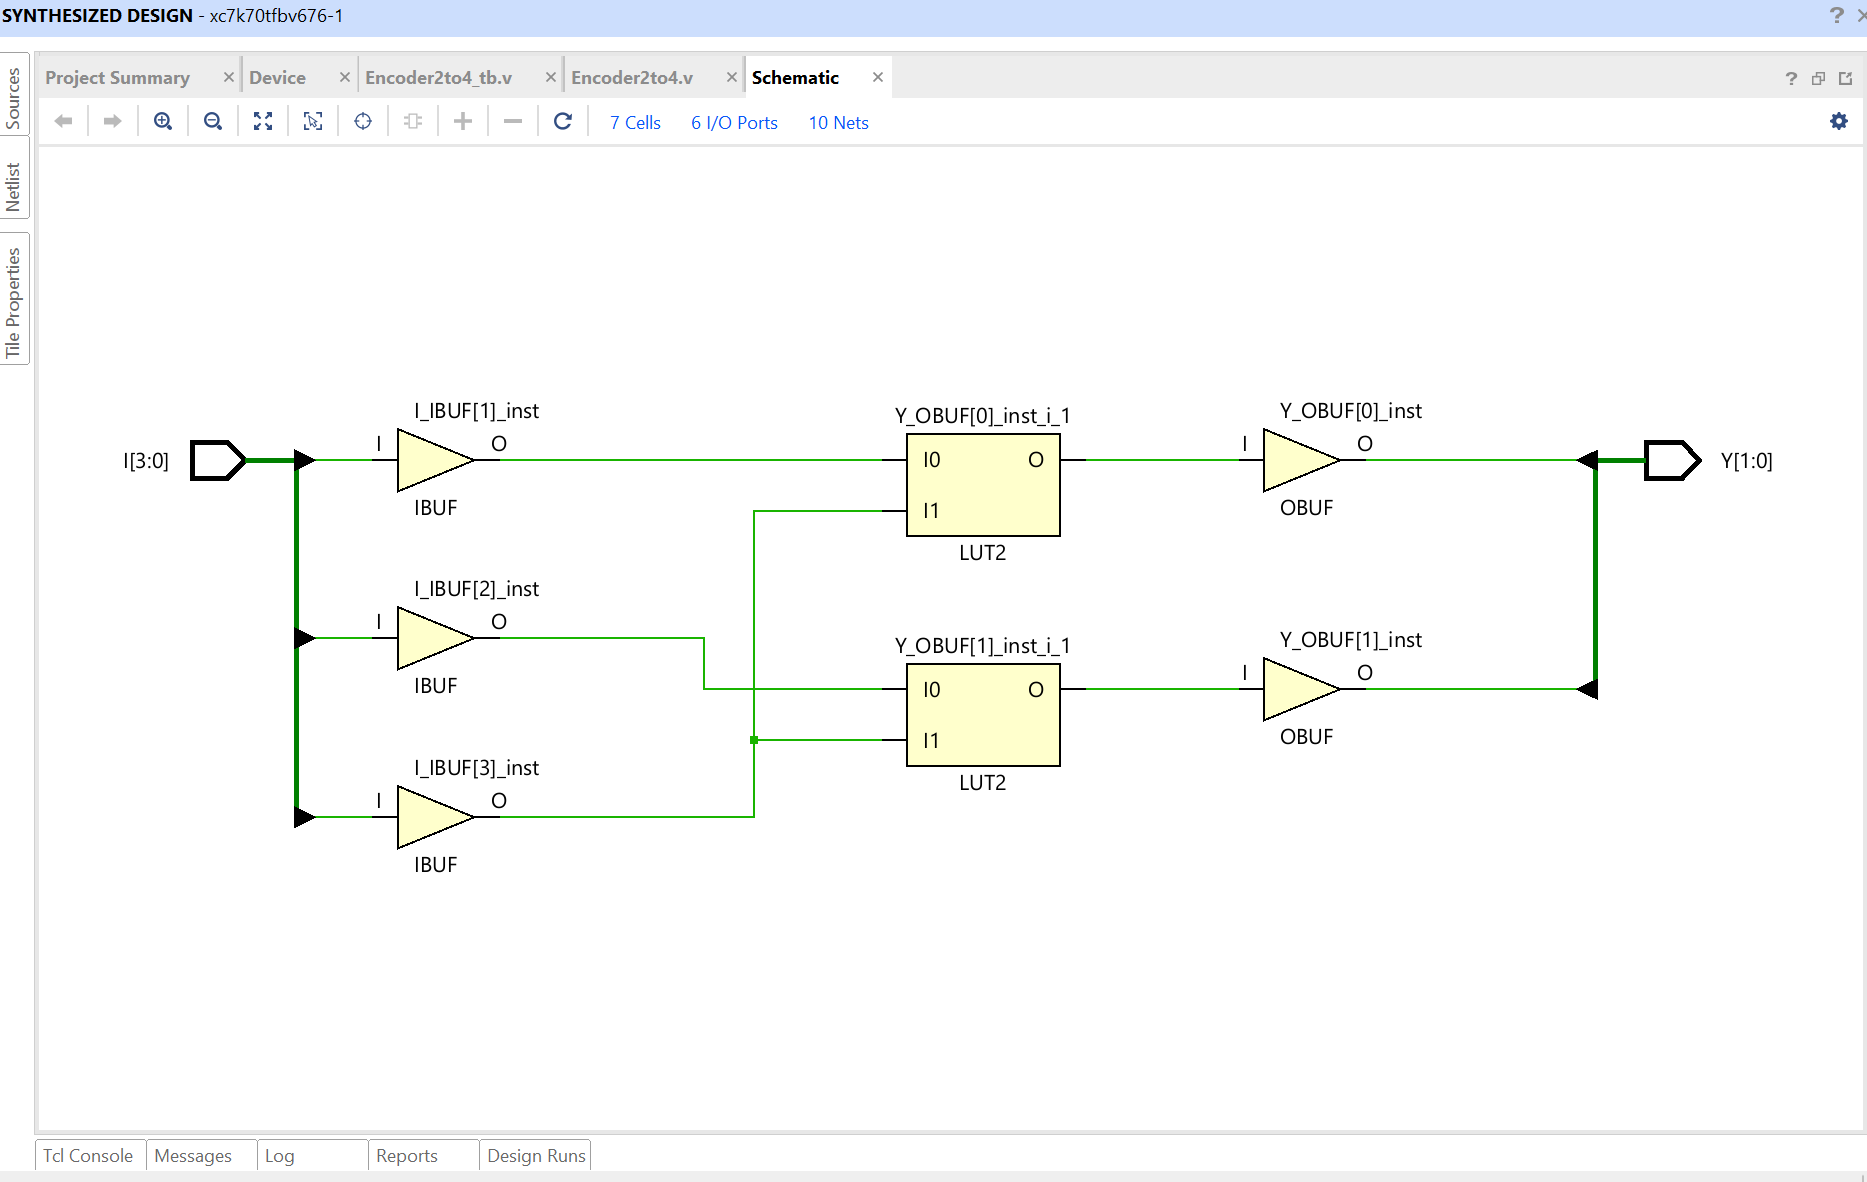 SYNTHESIZED DESIGN - xc7k70tfbv676-1
?
Sources
Netlist
Tile Properties
Project Summary
Device
Encoder2to4_tb.v
Encoder2to4.v
Schematic
?
7 Cells
6 I/O Ports
10 Nets
I_IBUF[1]_inst
I
O
IBUF
I[3:0]
I_IBUF[2]_inst
I
O
IBUF
I_IBUF[3]_inst
I
O
IBUF
Y_OBUF[0]_inst_i_1
I0
O
I1
LUT2
Y_OBUF[1]_inst_i_1
I0
O
I1
LUT2
Y_OBUF[0]_inst
I
O
OBUF
Y_OBUF[1]_inst
I
O
OBUF
Y[1:0]
Tcl Console
Messages
Log
Reports
Design Runs